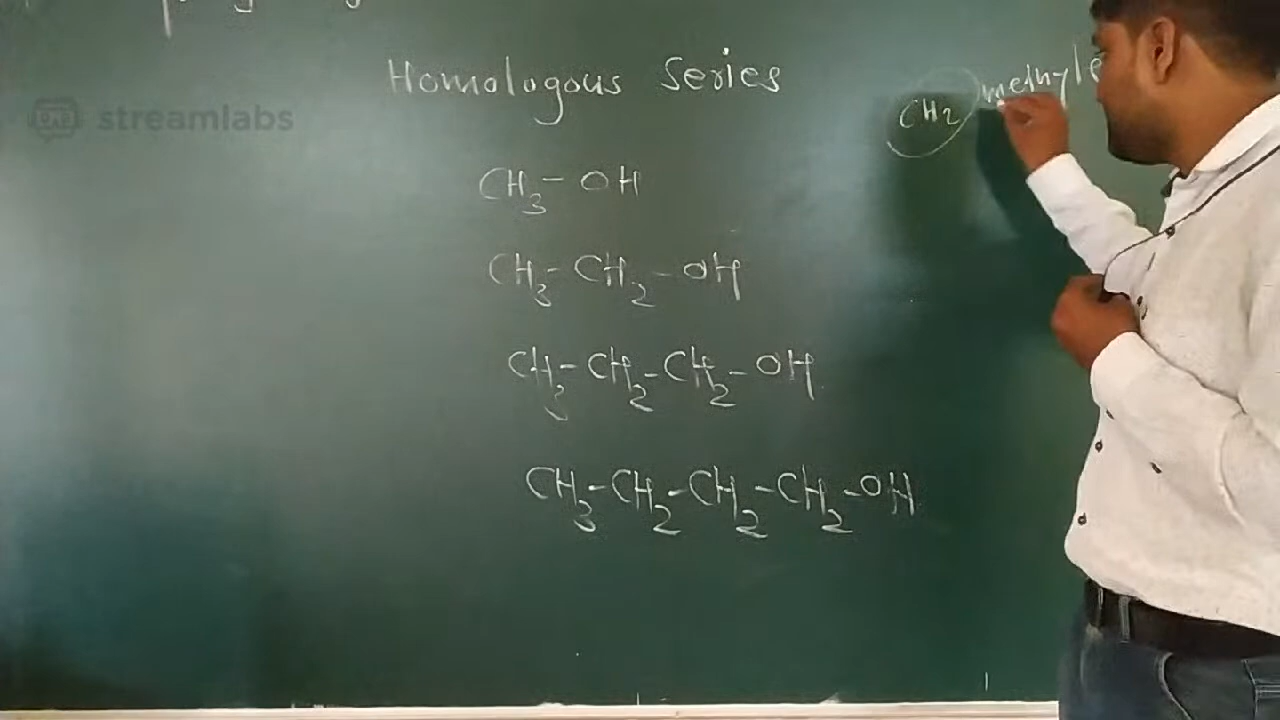 Homologous Series
CH2 methyle
streamlabs
CH3-OH
CH3-CH2-OH
CH3-CH2-CH2-OH
CH3-CH2-CH2-CH2-OH